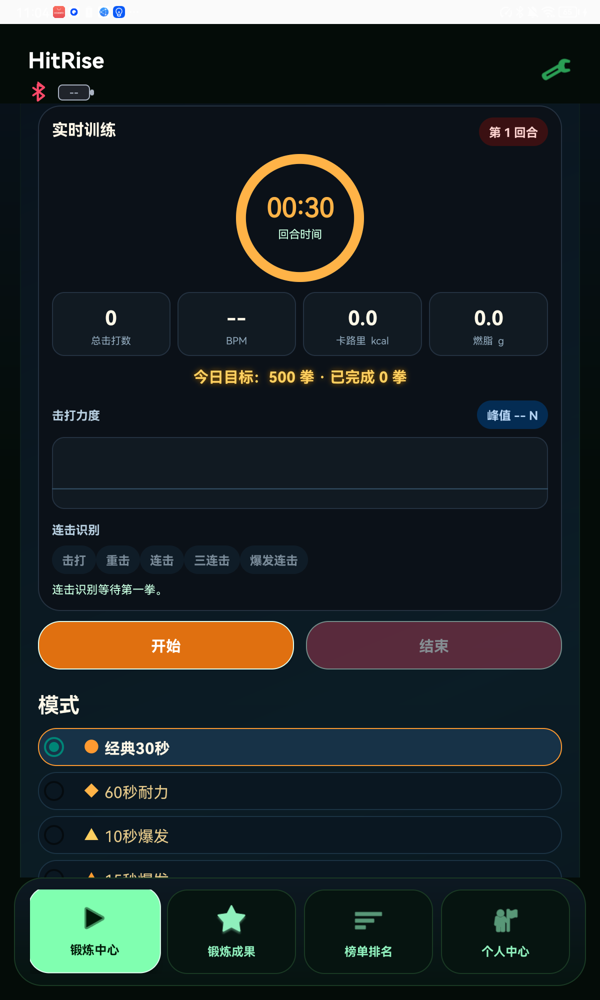 11:04
HitRise
--
实时训练
第 1 回合
00:30
回合时间
0
总击打数
--
BPM
0.0
卡路里 kcal
0.0
燃脂 g
今日目标：500 拳 · 已完成 0 拳
击打力度
峰值 -- N
连击识别
击打 重击 连击 三连击 爆发连击
连击识别等待第一拳。
开始
结束
模式
经典30秒
60秒耐力
10秒爆发
15秒爆发
锻炼中心
锻炼成果
榜单排名
个人中心